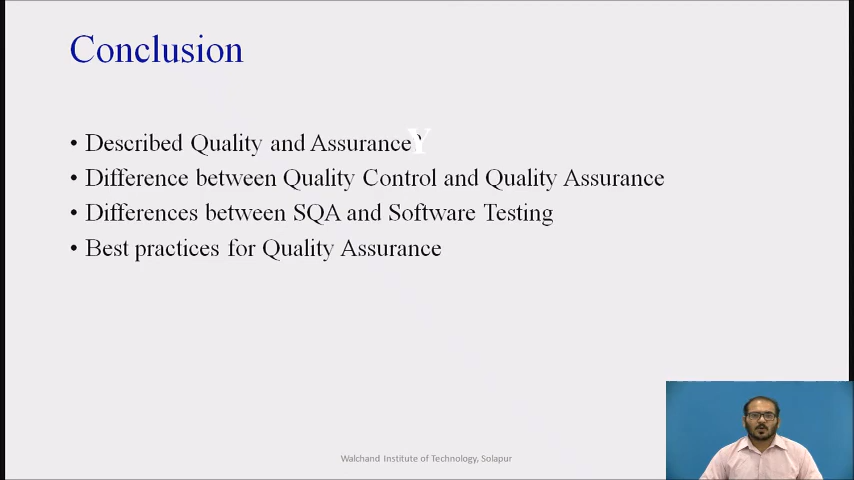 Conclusion
• Described Quality and Assurance?
• Difference between Quality Control and Quality Assurance
• Differences between SQA and Software Testing
• Best practices for Quality Assurance
Walchand Institute of Technology, Solapur